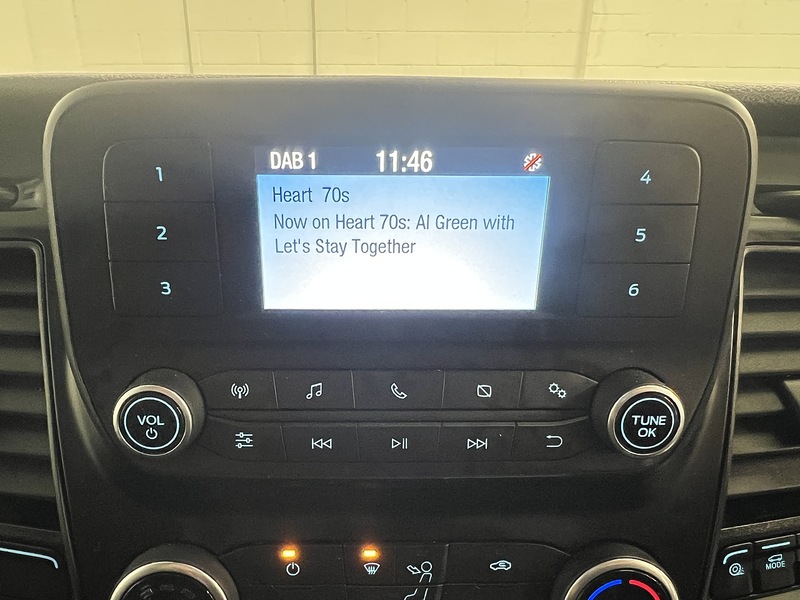 DAB 1 11:46
Heart 70s
Now on Heart 70s: Al Green with
Let's Stay Together
1
2
3
4
5
6
VOL
TUNE
OK
MODE